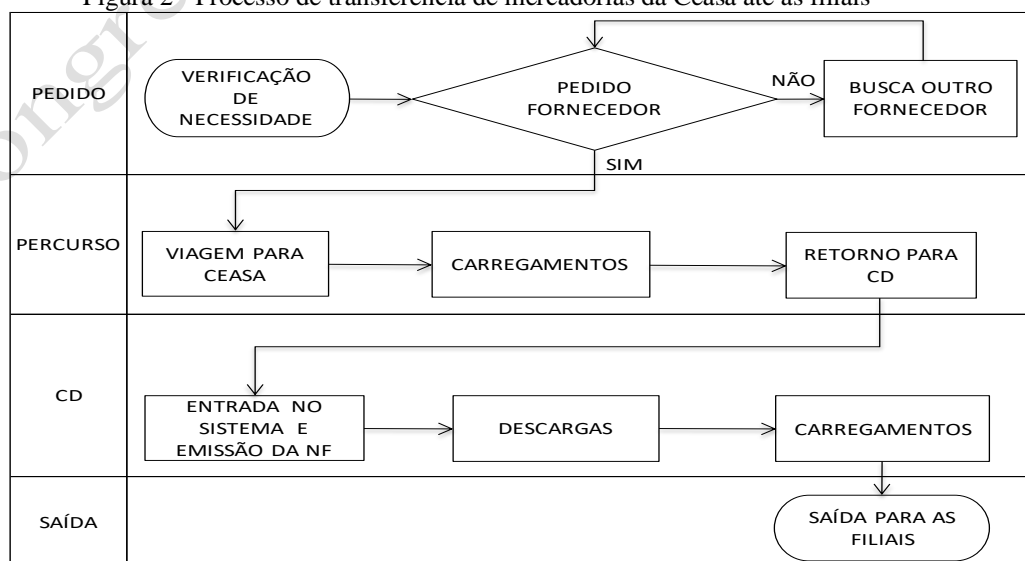 Figura 2 - Processo de transferência de mercadorias da Ceasa até as filiais
PEDIDO
VERIFICAÇÃO
DE
NECESSIDADE
PEDIDO
FORNECEDOR
NÃO
BUSCA OUTRO
FORNECEDOR
SIM
PERCURSO
VIAGEM PARA
CEASA
CARREGAMENTOS
RETORNO PARA
CD
CD
ENTRADA NO
SISTEMA E
EMISSÃO DA NF
DESCARGAS
CARREGAMENTOS
SAÍDA
SAÍDA PARA AS
FILIAIS